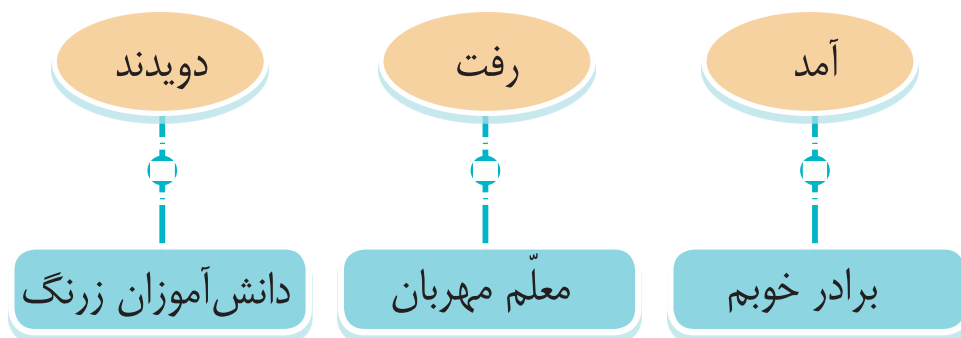 آمد
رفت
دویدند
برادر خوبم
معلّم مهربان
دانش‌آموزان زرنگ